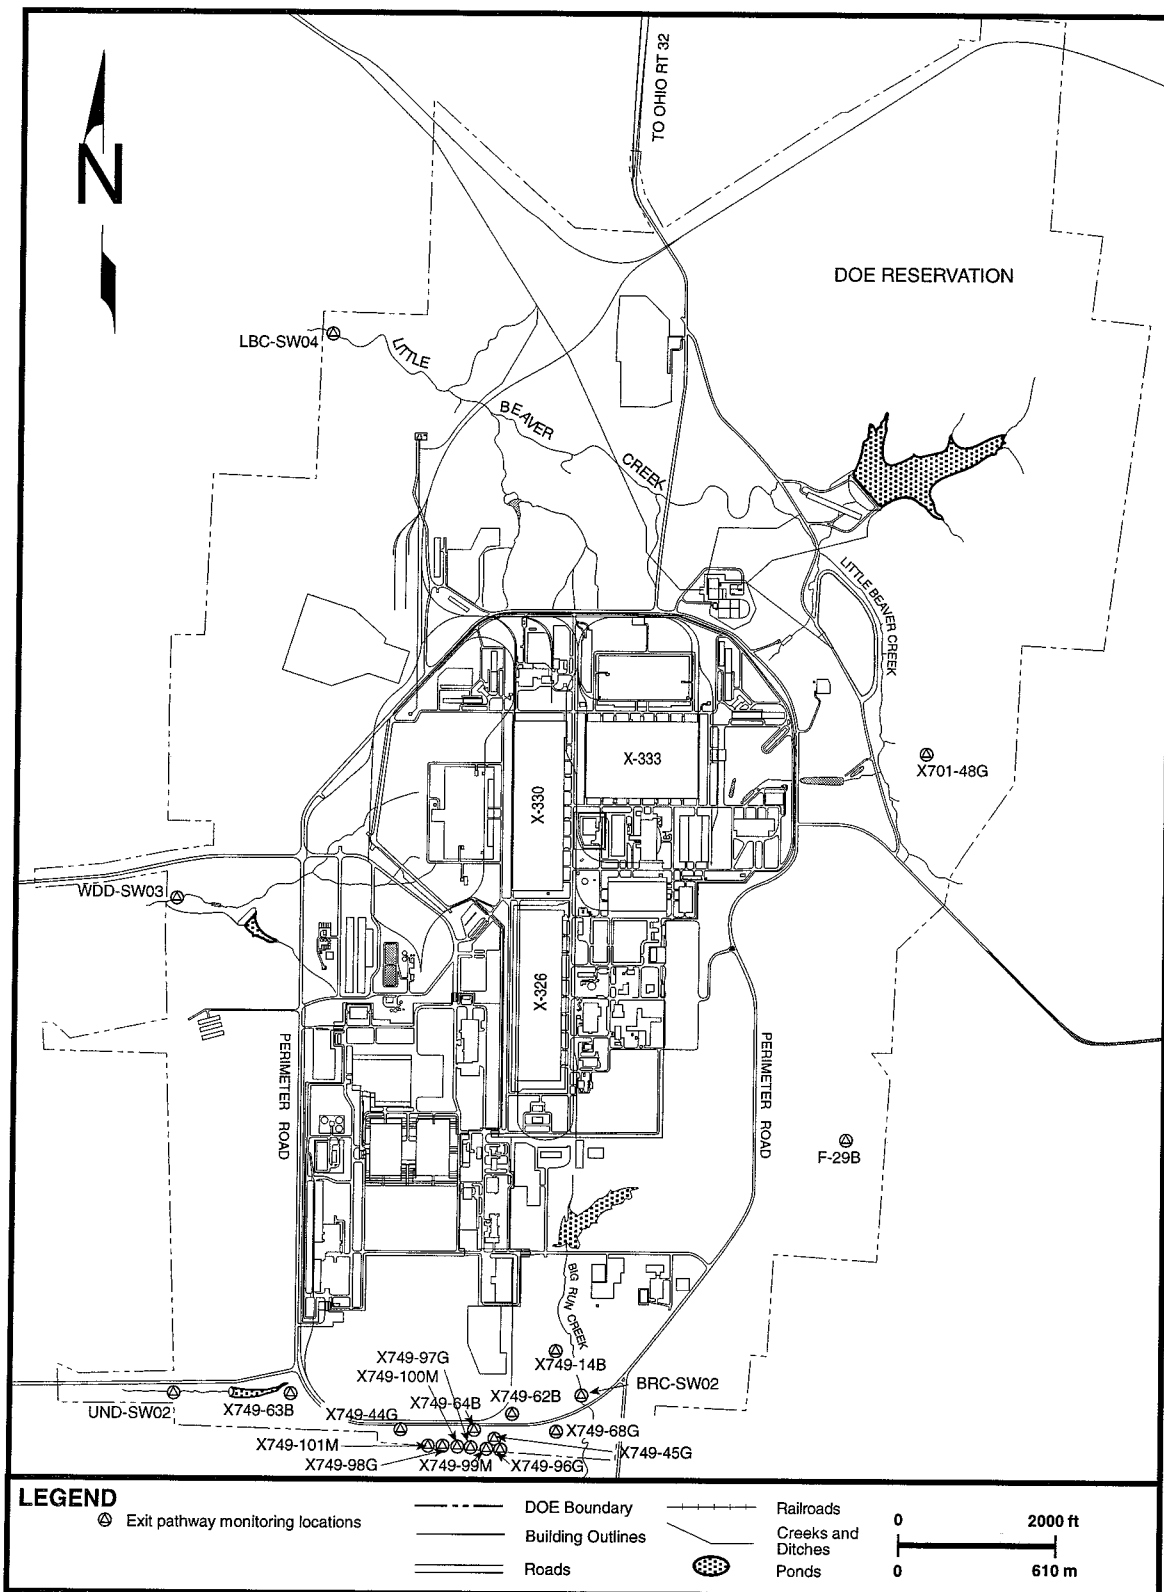 TO OHIO RT 32
N
DOE RESERVATION
LBC-SW04
LITTLE
BEAVER
CREEK
LITTLE BEAVER CREEK
X-333
X701-48G
X-330
WDD-SW03
X-326
PERIMETER ROAD
PERIMETER ROAD
F-29B
BIG RUN CREEK
X749-97G
X749-14B
X749-100M
BRC-SW02
X749-64B
X749-62B
UND-SW02
X749-63B
X749-44G
X749-68G
X749-101M
X749-45G
X749-98G
X749-99M
X749-96G
LEGEND
Exit pathway monitoring locations
DOE Boundary
Building Outlines
Roads
Railroads
Creeks and
Ditches
Ponds
0 2000 ft
0 610 m